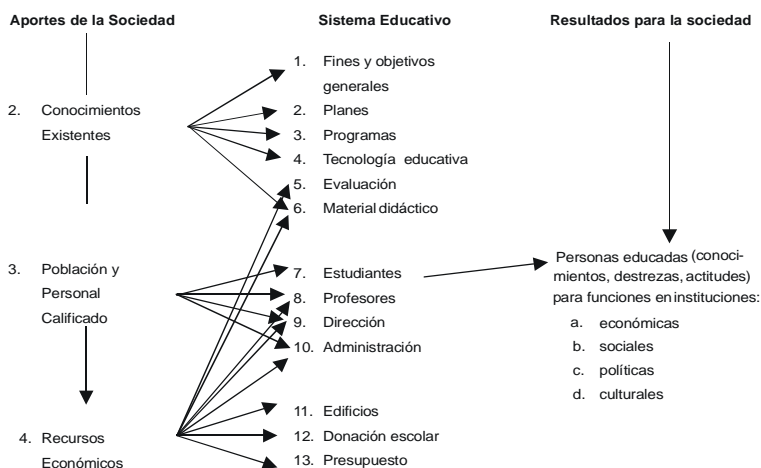 Aportes de la Sociedad
2. Conocimientos
Existentes
3. Población y
Personal
Calificado
4. Recursos
Económicos
Sistema Educativo
1. Fines y objetivos
generales
2. Planes
3. Programas
4. Tecnología educativa
5. Evaluación
6. Material didáctico
7. Estudiantes
8. Profesores
9. Dirección
10. Administración
11. Edificios
12. Donación escolar
13. Presupuesto
Resultados para la sociedad
Personas educadas (conoci-
mientos, destrezas, actitudes)
para funciones en instituciones:
a. económicas
b. sociales
c. políticas
d. culturales